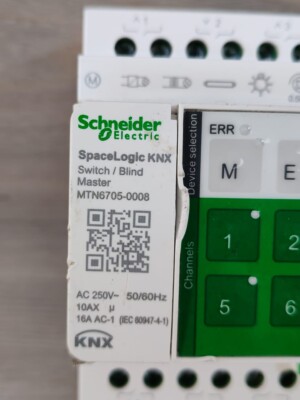 Schneider
Electric
SpaceLogic KNX
Switch / Blind
Master
MTN6705-0008
AC 250V~ 50/60Hz
10AX µ
16A AC-1 (IEC 60947-4-1)
KNX
M
ERR
Device selection
M
E
Channels
1
2
5
6